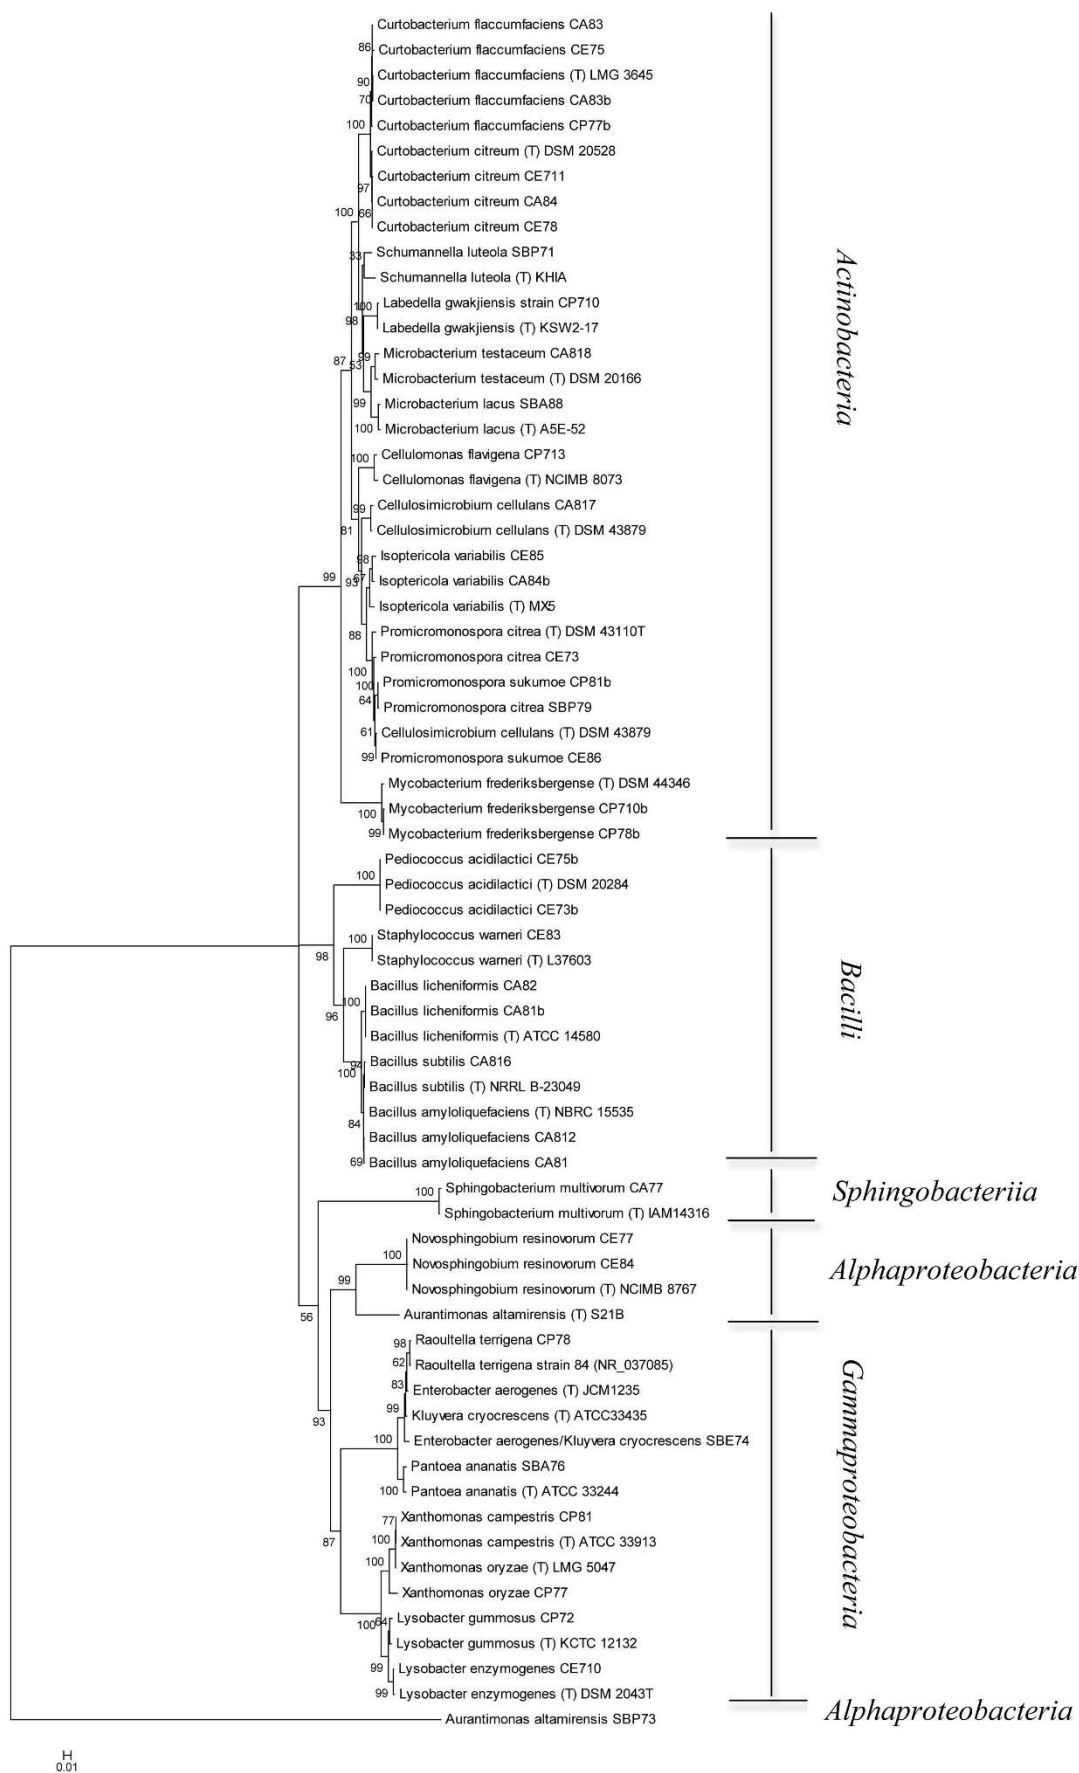 Curtobacterium flaccumfaciens CA83
86
Curtobacterium flaccumfaciens CE75
90
Curtobacterium flaccumfaciens (T) LMG 3645
70
Curtobacterium flaccumfaciens CA83b
100
Curtobacterium flaccumfaciens CP77b
Curtobacterium citreum (T) DSM 20528
Curtobacterium citreum CE711
97
Curtobacterium citreum CA84
100
66
Curtobacterium citreum CE78
33
Schumannella luteola SBP71
Schumannella luteola (T) KHIA
100
Labedella gwakjiensis strain CP710
98
Labedella gwakjiensis (T) KSW2-17
87
53
99
Microbacterium testaceum CA818
Microbacterium testaceum (T) DSM 20166
99
Microbacterium lacus SBA88
100
Microbacterium lacus (T) A5E-52
100
Cellulomonas flavigena CP713
Cellulomonas flavigena (T) NCIMB 8073
99
Cellulosimicrobium cellulans CA817
81
Cellulosimicrobium cellulans (T) DSM 43879
98
Isoptericola variabilis CE85
99
93
67
Isoptericola variabilis CA84b
Isoptericola variabilis (T) MX5
88
Promicromonospora citrea (T) DSM 43110T
Promicromonospora citrea CE73
100
100
Promicromonospora sukumoe CP81b
64
Promicromonospora citrea SBP79
61
Cellulosimicrobium cellulans (T) DSM 43879
99
Promicromonospora sukumoe CE86
Mycobacterium frederiksbergense (T) DSM 44346
100
Mycobacterium frederiksbergense CP710b
99
Mycobacterium frederiksbergense CP78b
Actinobacteria
Pediococcus acidilactici CE75b
100
Pediococcus acidilactici (T) DSM 20284
Pediococcus acidilactici CE73b
100
Staphylococcus warneri CE83
98
Staphylococcus warneri (T) L37603
Bacillus licheniformis CA82
100
96
Bacillus licheniformis CA81b
Bacillus licheniformis (T) ATCC 14580
94
Bacillus subtilis CA816
100
Bacillus subtilis (T) NRRL B-23049
84
Bacillus amyloliquefaciens (T) NBRC 15535
Bacillus amyloliquefaciens CA812
69
Bacillus amyloliquefaciens CA81
Bacilli
100
Sphingobacterium multivorum CA77
Sphingobacterium multivorum (T) IAM14316
Sphingobacteriia
Novosphingobium resinovorum CE77
100
Novosphingobium resinovorum CE84
99
Novosphingobium resinovorum (T) NCIMB 8767
56
Aurantimonas altamirensis (T) S21B
Alphaproteobacteria
98
Raoultella terrigena CP78
62
Raoultella terrigena strain 84 (NR_037085)
83
Enterobacter aerogenes (T) JCM1235
99
Kluyvera cryocrescens (T) ATCC33435
93
100
Enterobacter aerogenes/Kluyvera cryocrescens SBE74
Pantoea ananatis SBA76
100
Pantoea ananatis (T) ATCC 33244
77
Xanthomonas campestris CP81
87
100
Xanthomonas campestris (T) ATCC 33913
100
Xanthomonas oryzae (T) LMG 5047
Xanthomonas oryzae CP77
100
64
Lysobacter gummosus CP72
Lysobacter gummosus (T) KCTC 12132
99
Lysobacter enzymogenes CE710
99
Lysobacter enzymogenes (T) DSM 2043T
Gammaproteobacteria
Aurantimonas altamirensis SBP73
Alphaproteobacteria
0.01